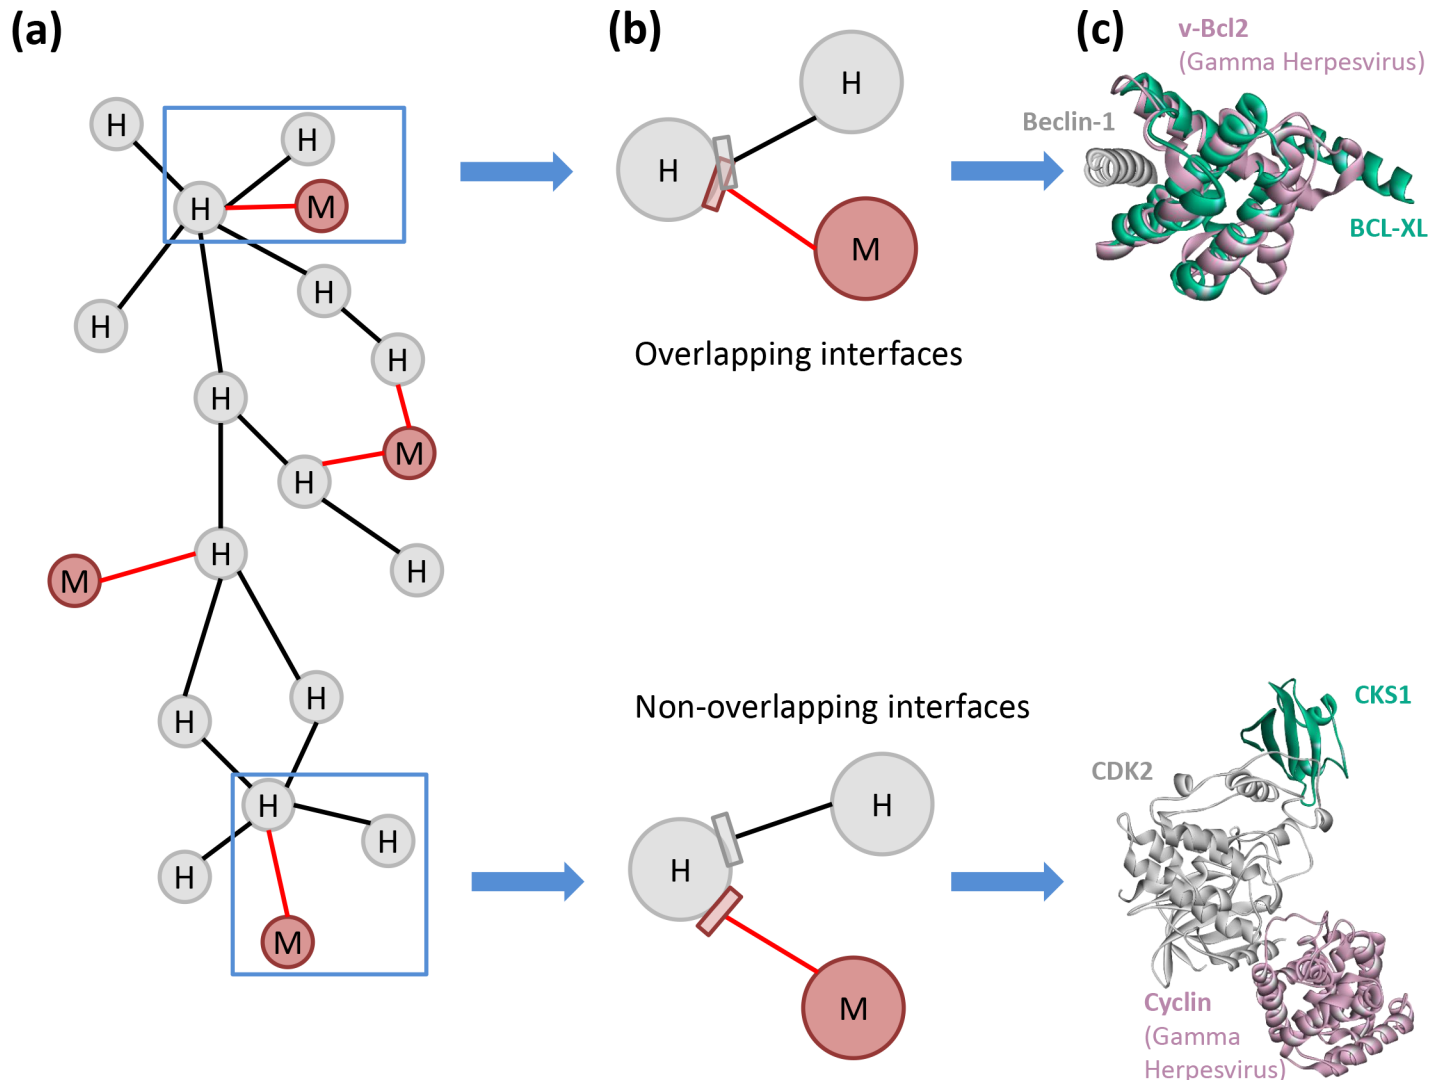 (a)
H
H
H
M
H
H
H
H
M
H
H
H
M
H
H
H
H
H
H
M
(b)
H
H
M
Overlapping interfaces
Non-overlapping interfaces
H
H
M
(c)
v-Bcl2
(Gamma Herpesvirus)
Beclin-1
BCL-XL
CKS1
CDK2
Cyclin
(Gamma
Herpesvirus)